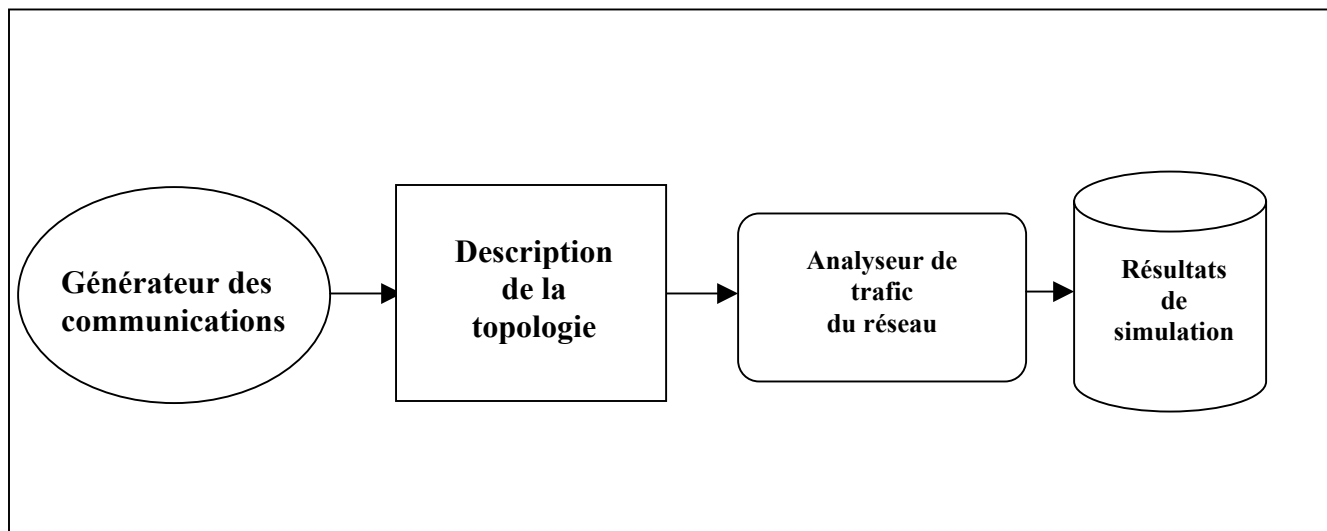 Générateur des
communications
Description
de la
topologie
Analyseur de
trafic
du réseau
Résultats
de
simulation